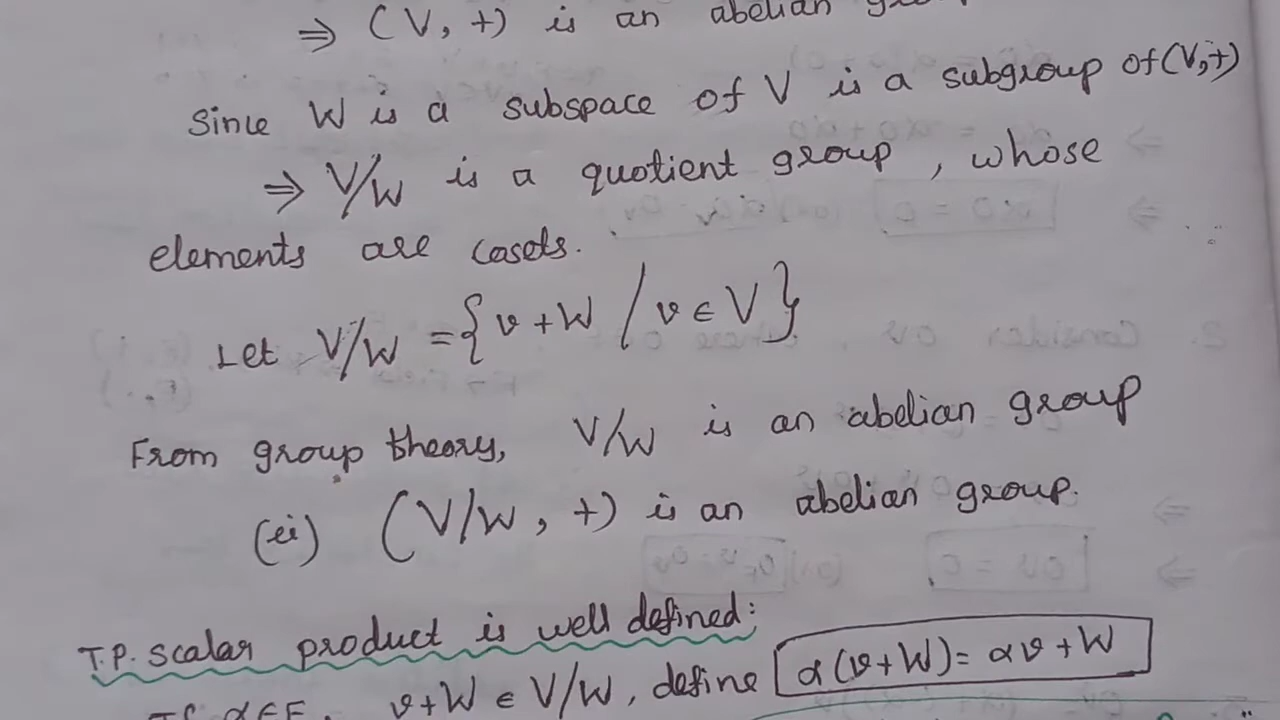 ⇒ (V, +) is an abelian
Since W is a subspace of V is a subgroup of (V,+)
⇒ V/W is a quotient group, whose
elements are cosets.
Let V/W = {v+W / v∈V}
From group theory, V/W is an abelian group
(ei) (V/W, +) is an abelian group.
T.P. scalar product is well defined:
α∈F, v+W ∈ V/W, define α(v+W) = αv+W